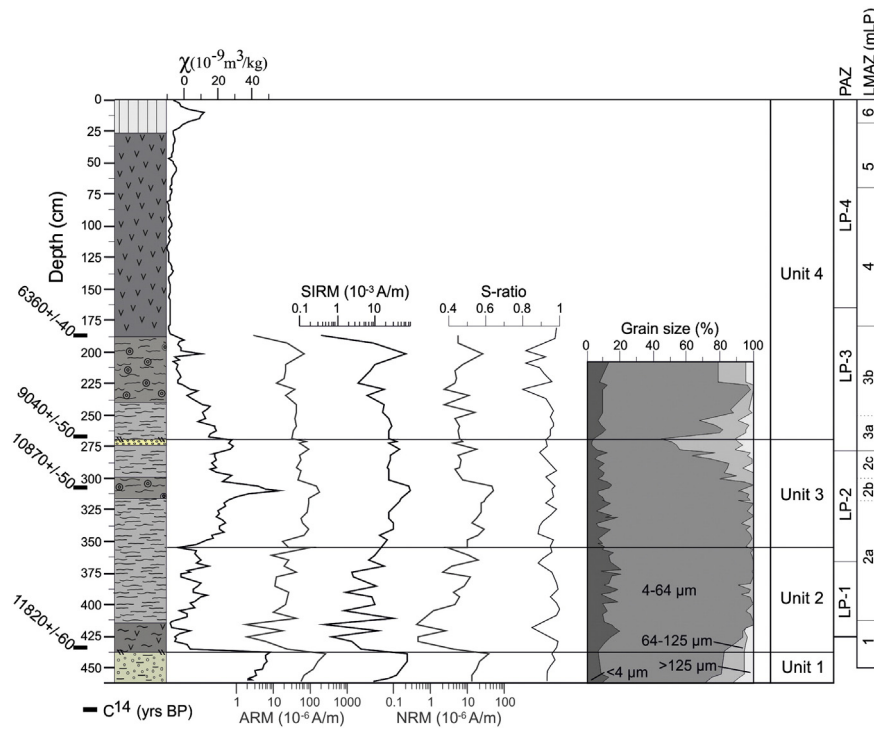 χ(10⁻⁹m³/kg)
0 20 40
PAZ
LMAZ (mLP)
Depth (cm)
0
25
50
75
100
125
150
175
200
225
250
275
300
325
350
375
400
425
450
6360+/-40
9040+/-50
10870+/-50
11820+/-60
SIRM (10⁻³ A/m)
0.1 1 10
S-ratio
0.4 0.6 0.8 1
Grain size (%)
0 20 40 60 80 100
<4 µm
4-64 µm
64-125 µm
>125 µm
Unit 4
Unit 3
Unit 2
Unit 1
LP-4
LP-3
LP-2
LP-1
6
5
4
3b
3a
2c
2b
2a
1
1 10 100 1000
ARM (10⁻⁶ A/m)
0.1 1 10 100
NRM (10⁻⁶ A/m)
C¹⁴ (yrs BP)